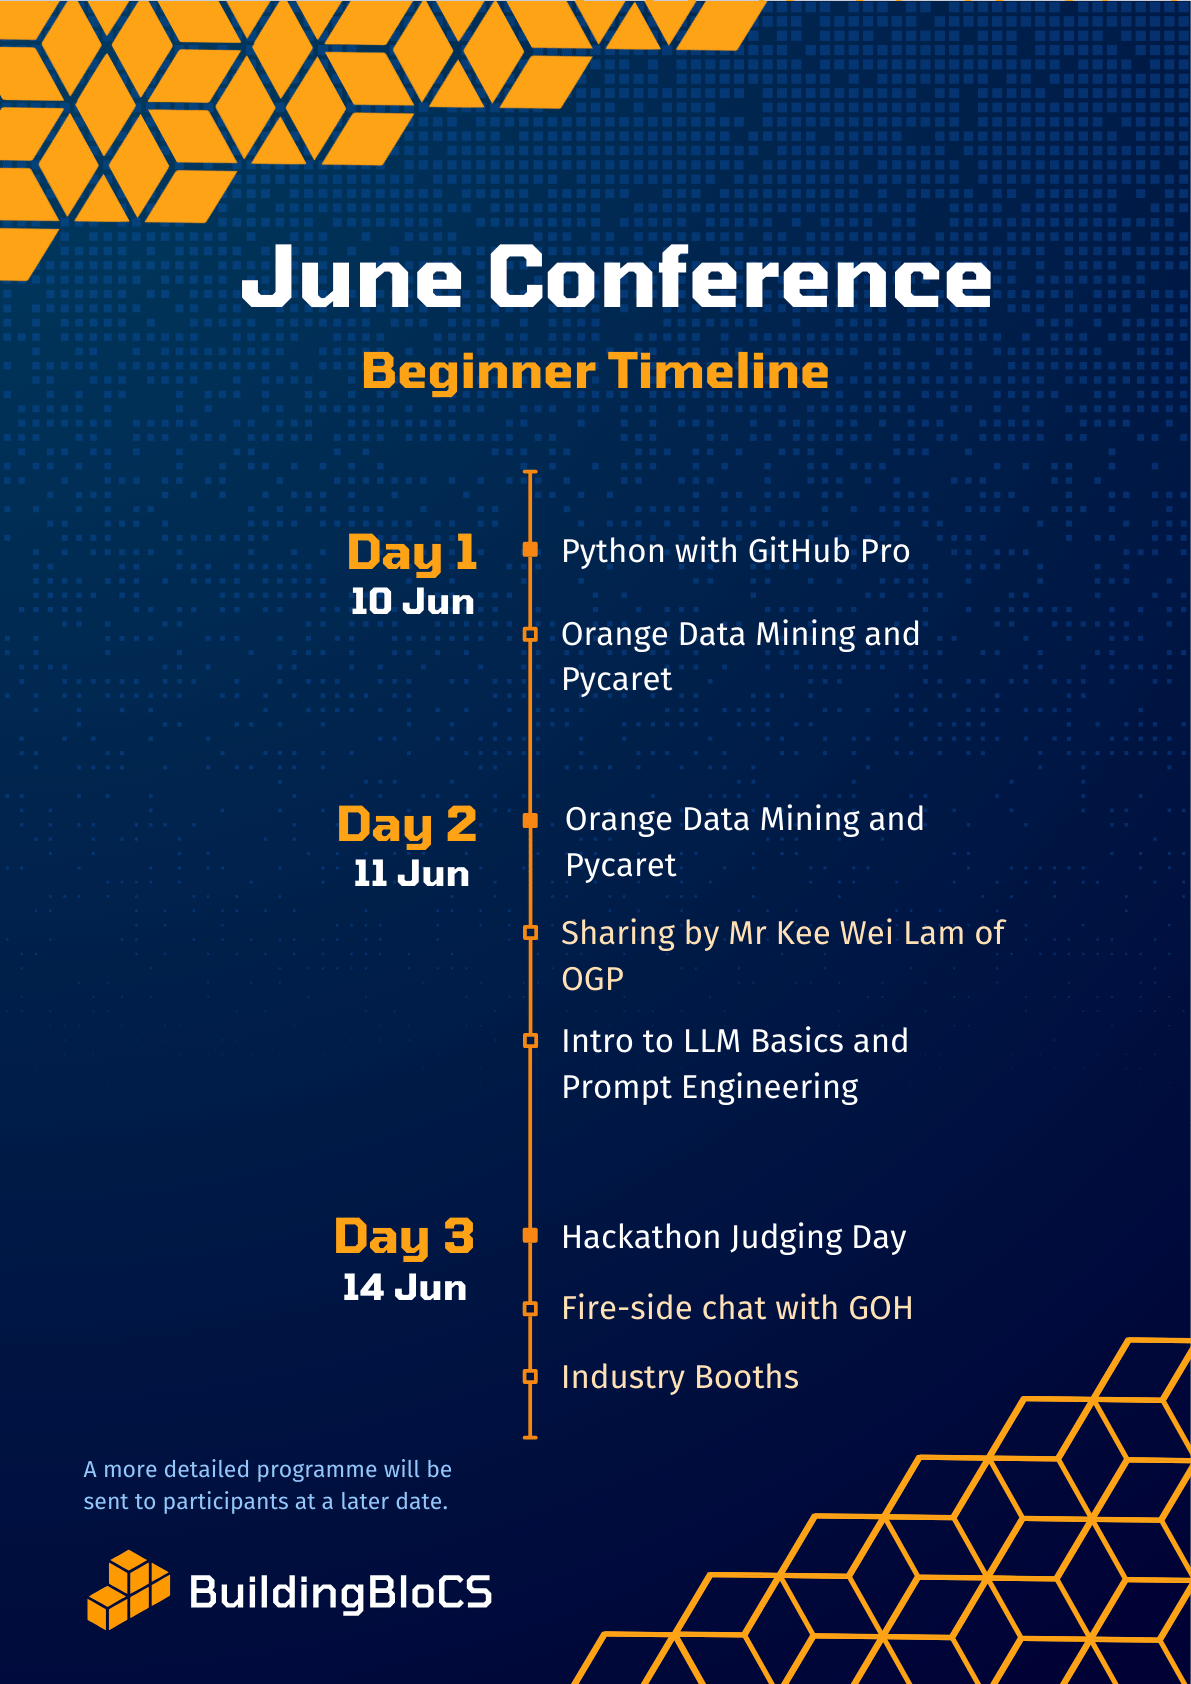 June Conference
Beginner Timeline
Day 1
10 Jun
Python with GitHub Pro
Orange Data Mining and
Pycaret
Day 2
11 Jun
Orange Data Mining and
Pycaret
Sharing by Mr Kee Wei Lam of
OGP
Intro to LLM Basics and
Prompt Engineering
Day 3
14 Jun
Hackathon Judging Day
Fire-side chat with GOH
Industry Booths
A more detailed programme will be
sent to participants at a later date.
BuildingBloCS